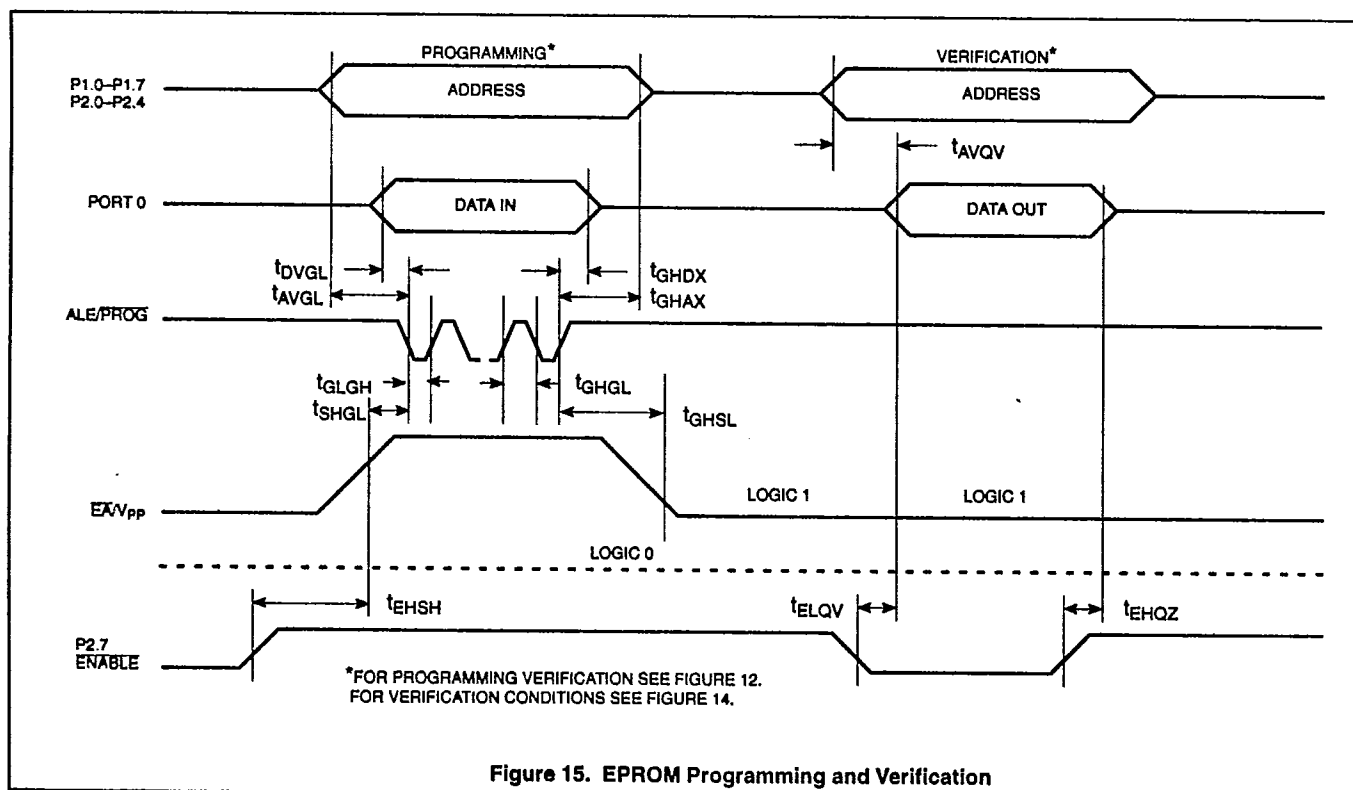 PROGRAMMING*
VERIFICATION*
P1.0–P1.7
P2.0–P2.4
ADDRESS
ADDRESS
tAVQV
PORT 0
DATA IN
DATA OUT
tDVGL
tGHDX
tAVGL
tGHAX
ALE/PROG
tGLGH
tGHGL
tSHGL
tGHSL
LOGIC 1
LOGIC 1
EA/VPP
LOGIC 0
tEHSH
tELQV
tEHQZ
P2.7
ENABLE
*FOR PROGRAMMING VERIFICATION SEE FIGURE 12.
FOR VERIFICATION CONDITIONS SEE FIGURE 14.
Figure 15. EPROM Programming and Verification